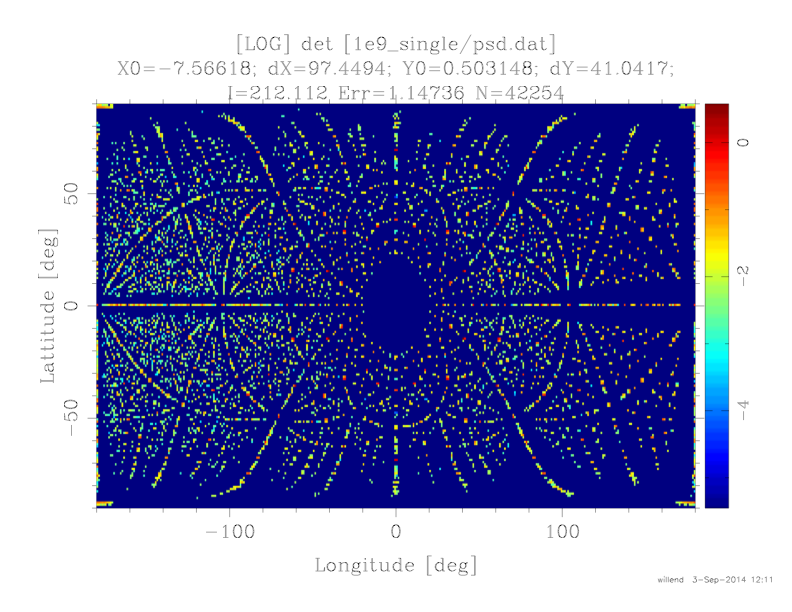 [LOG] det [1e9_single/psd.dat]
X0=-7.56618; dX=97.4494; Y0=0.503148; dY=41.0417;
I=212.112 Err=1.14736 N=42254
50
0
-50
Lattitude [deg]
0
-2
-4
-100 0 100
Longitude [deg]
willend 3-Sep-2014 12:11